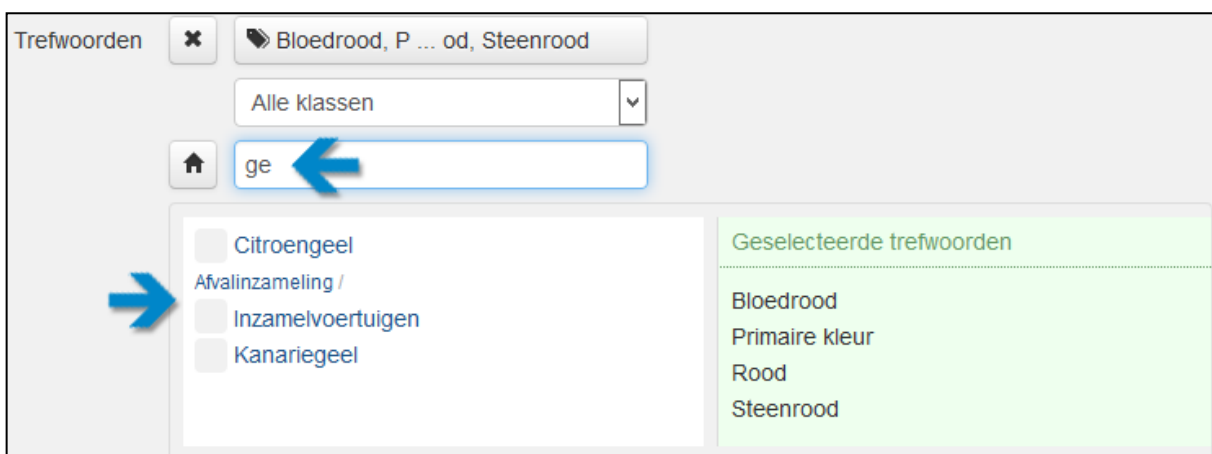 Trefwoorden
Bloedrood, P ... od, Steenrood
Alle klassen
ge
Citroengeel
Afvalinzameling /
Inzamelvoertuigen
Kanariegeel
Geselecteerde trefwoorden
Bloedrood
Primaire kleur
Rood
Steenrood